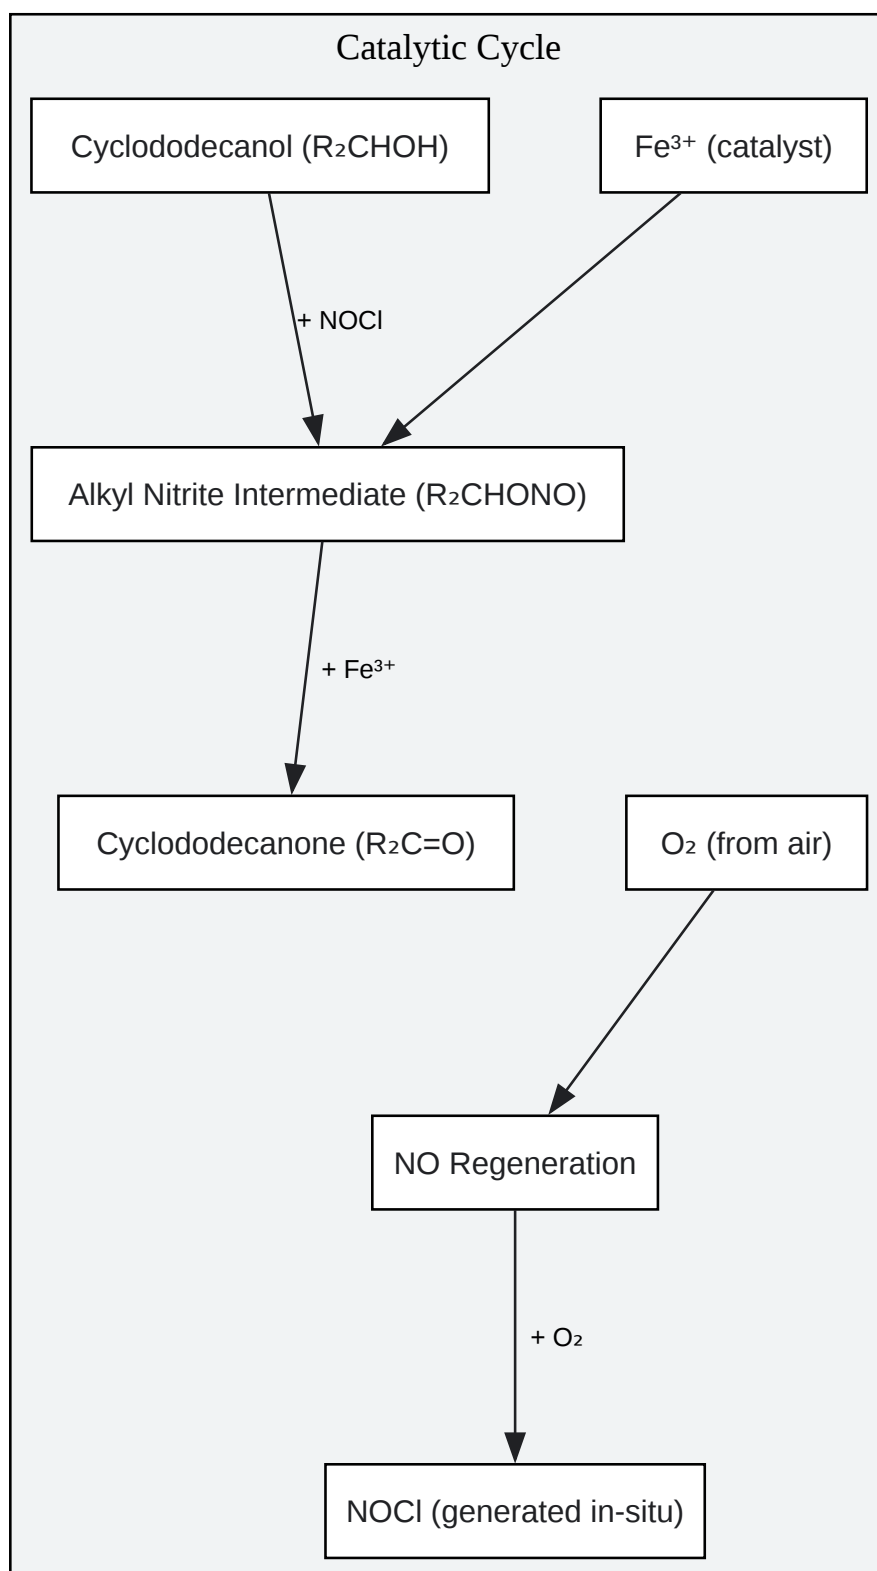 Catalytic Cycle
Cyclododecanol (R₂CHOH)
Fe³⁺ (catalyst)
+ NOCl
Alkyl Nitrite Intermediate (R₂CHONO)
+ Fe³⁺
Cyclododecanone (R₂C=O)
O₂ (from air)
NO Regeneration
+ O₂
NOCl (generated in-situ)